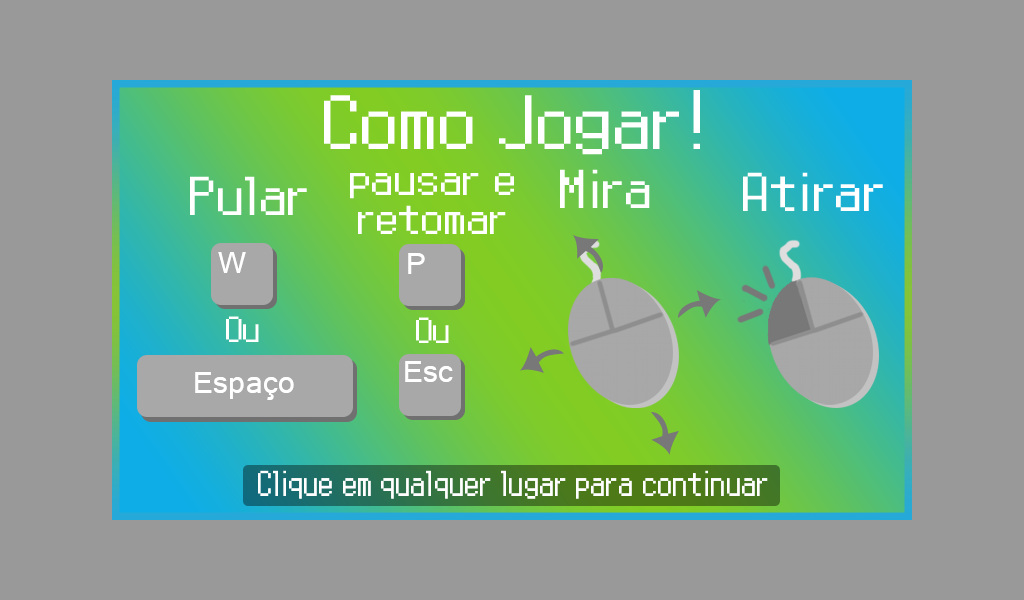 Como Jogar!
Pular
W
Ou
Espaço
pausar e
retomar
P
Ou
Esc
Mira
Atirar
Clique em qualquer lugar para continuar